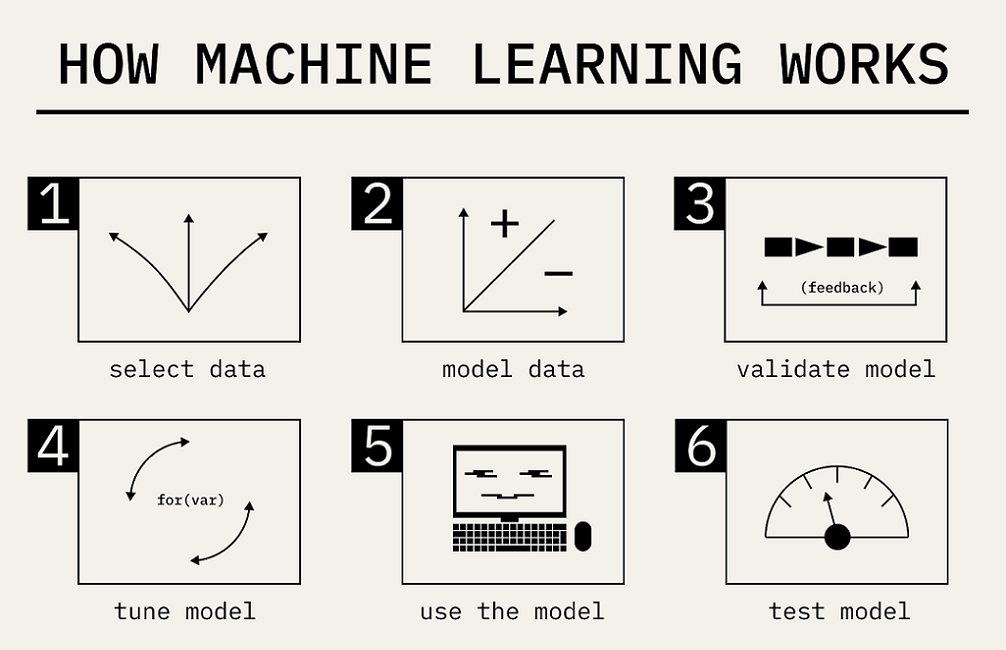 HOW MACHINE LEARNING WORKS
1
2
3
+
−
(feedback)
select data
model data
validate model
4
5
6
for(var)
tune model
use the model
test model